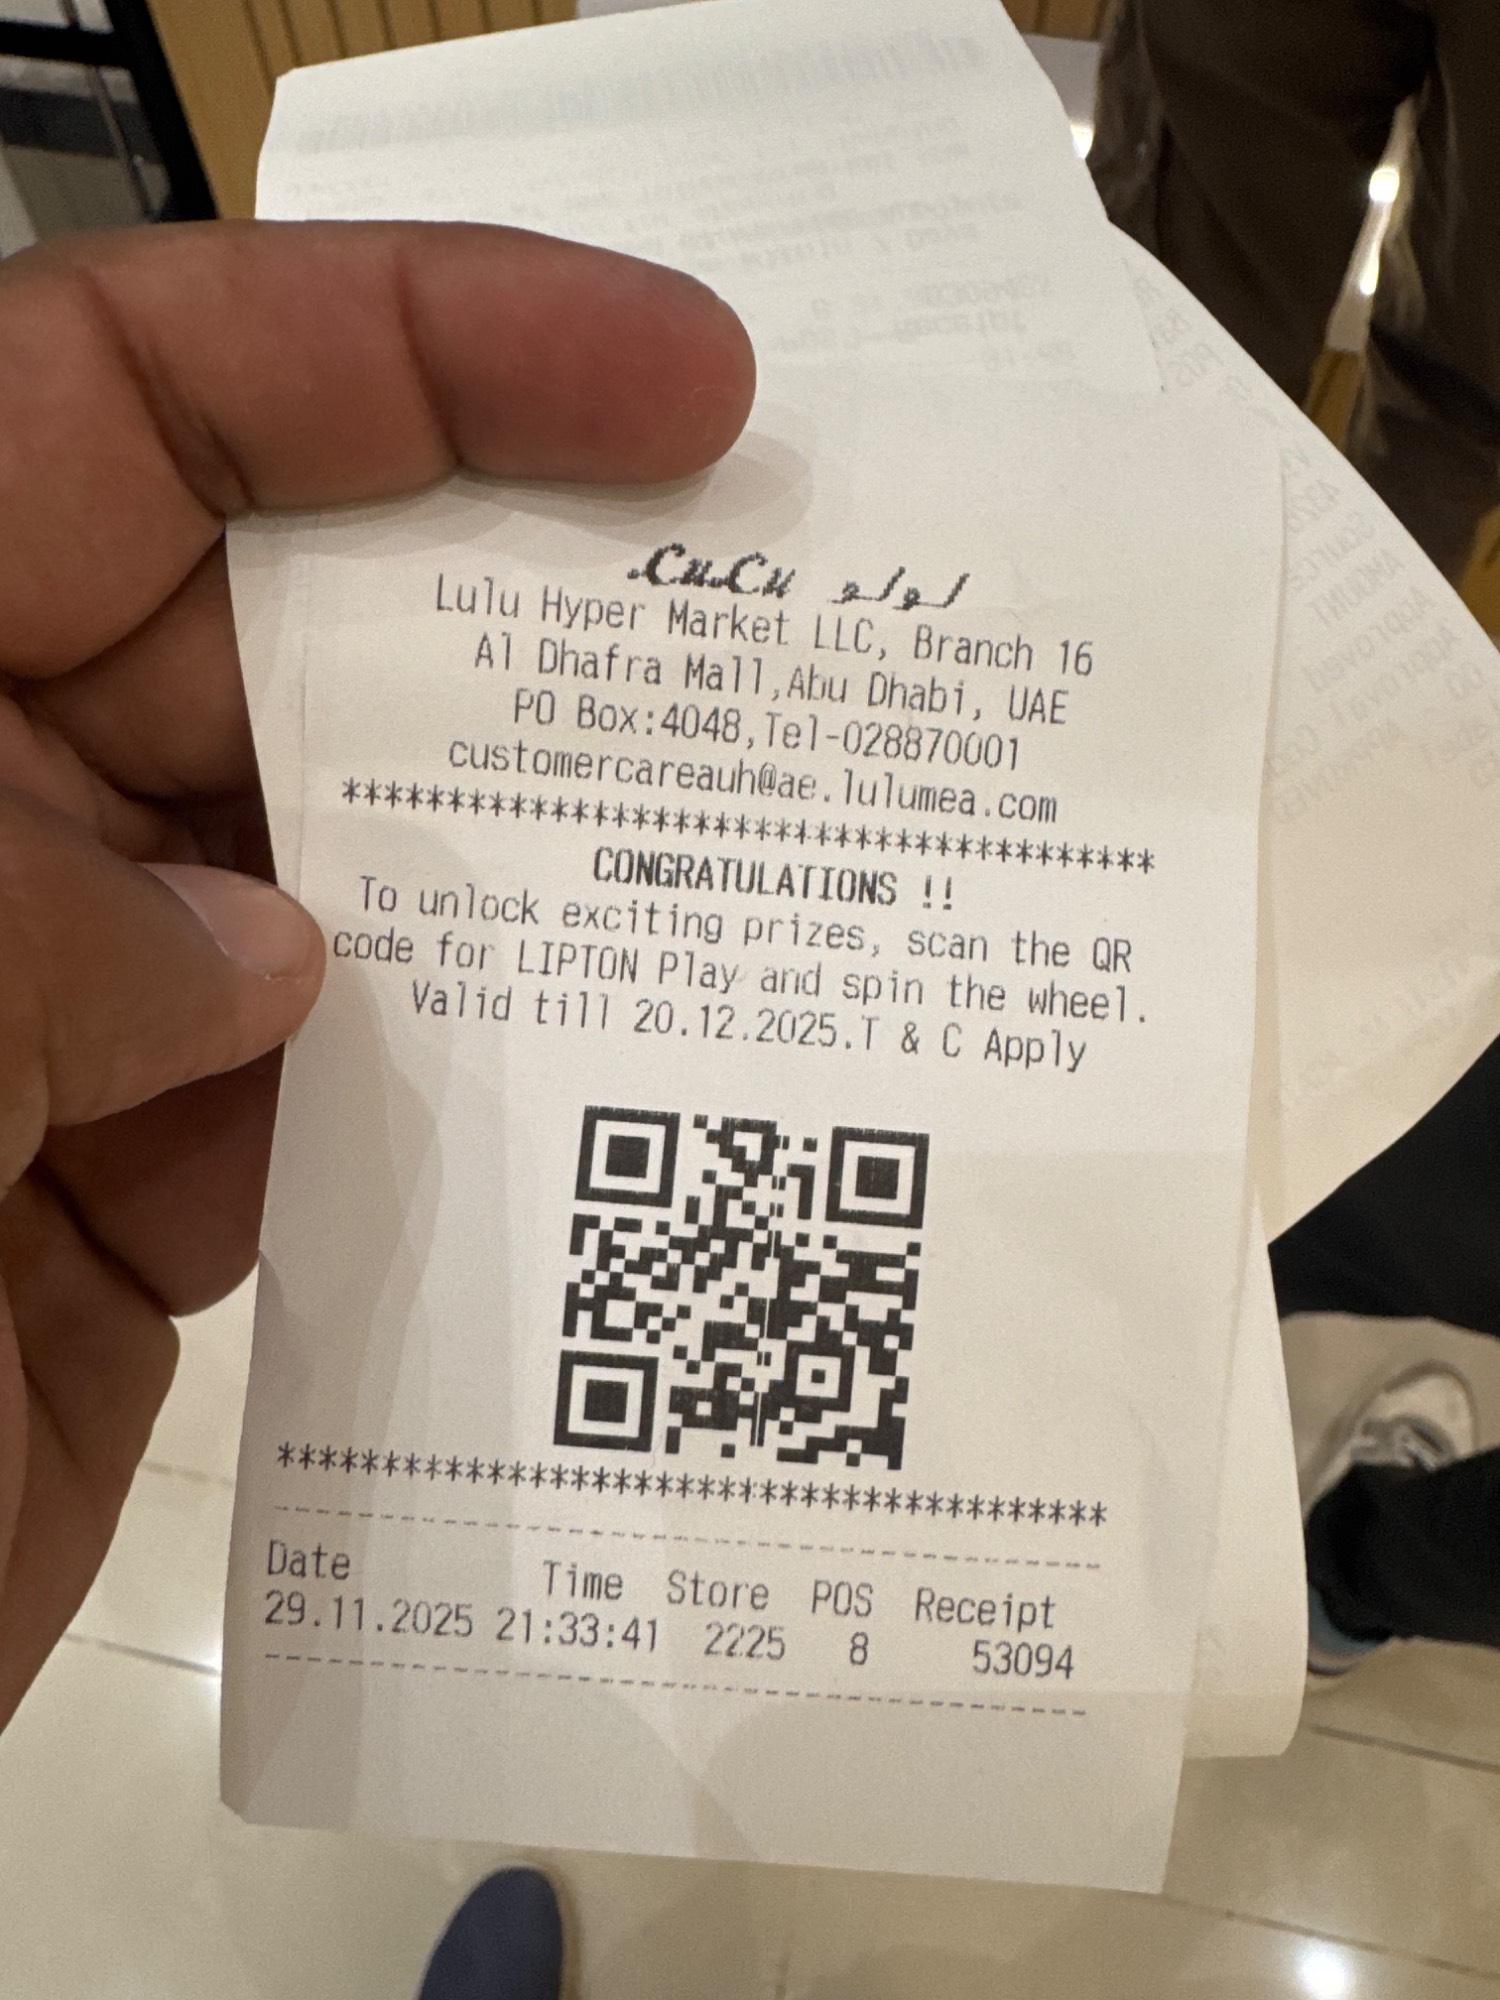 LuLu لولو
Lulu Hyper Market LLC, Branch 16
Al Dhafra Mall,Abu Dhabi, UAE
PO Box:4048,Tel-028870001
customercareauh@ae.lulumea.com
***************************************
CONGRATULATIONS !!
To unlock exciting prizes, scan the QR
code for LIPTON Play and spin the wheel.
Valid till 20.12.2025.T & C Apply
****************************************
----------------------------------------
Date Time Store POS Receipt
29.11.2025 21:33:41 2225 8 53094
----------------------------------------